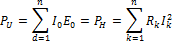 P_U = \sum_{d=1}^{n} I_0 E_0 = P_H = \sum_{k=1}^{n} R_k I_k^2